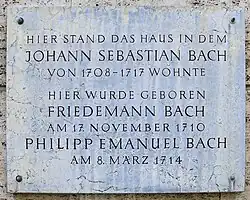 HIER STAND DAS HAUS IN DEM
JOHANN SEBASTIAN BACH
VON 1708-1717 WOHNTE
HIER WURDE GEBOREN
FRIEDEMANN BACH
AM 17. NOVEMBER 1710
PHILIPP EMANUEL BACH
AM 8. MÄRZ 1714